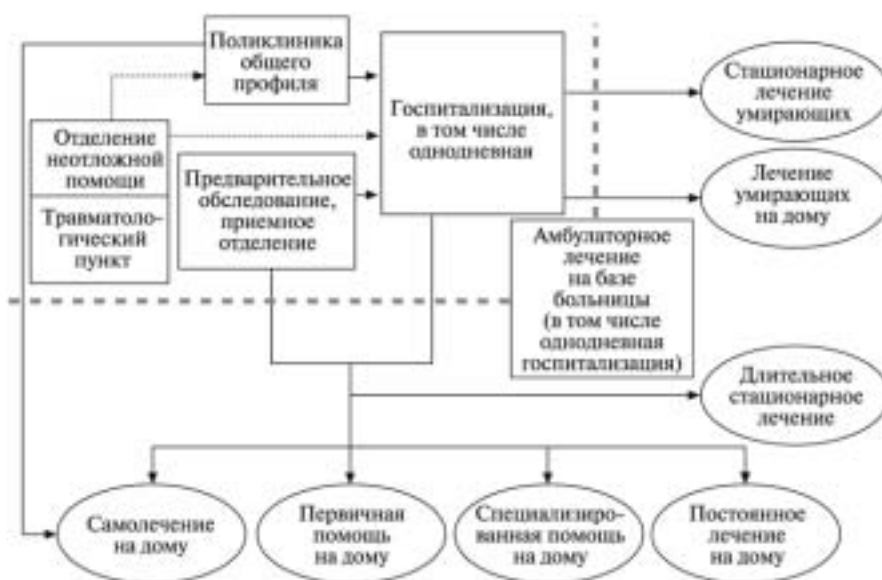 Поликлиника
общего
профиля
Госпитализация,
в том числе
однодневная
Стационарное
лечение
умирающих
Отделение
неотложной
помощи
Травматоло-
гический
пункт
Предварительное
обследование,
приемное
отделение
Лечение
умирающих
на дому
Амбулаторное
лечение
на базе
больницы
(в том числе
однодневная
госпитализация)
Длительное
стационарное
лечение
Самолечение
на дому
Первичная
помощь
на дому
Специализиро-
ванная помощь
на дому
Постоянное
лечение
на дому